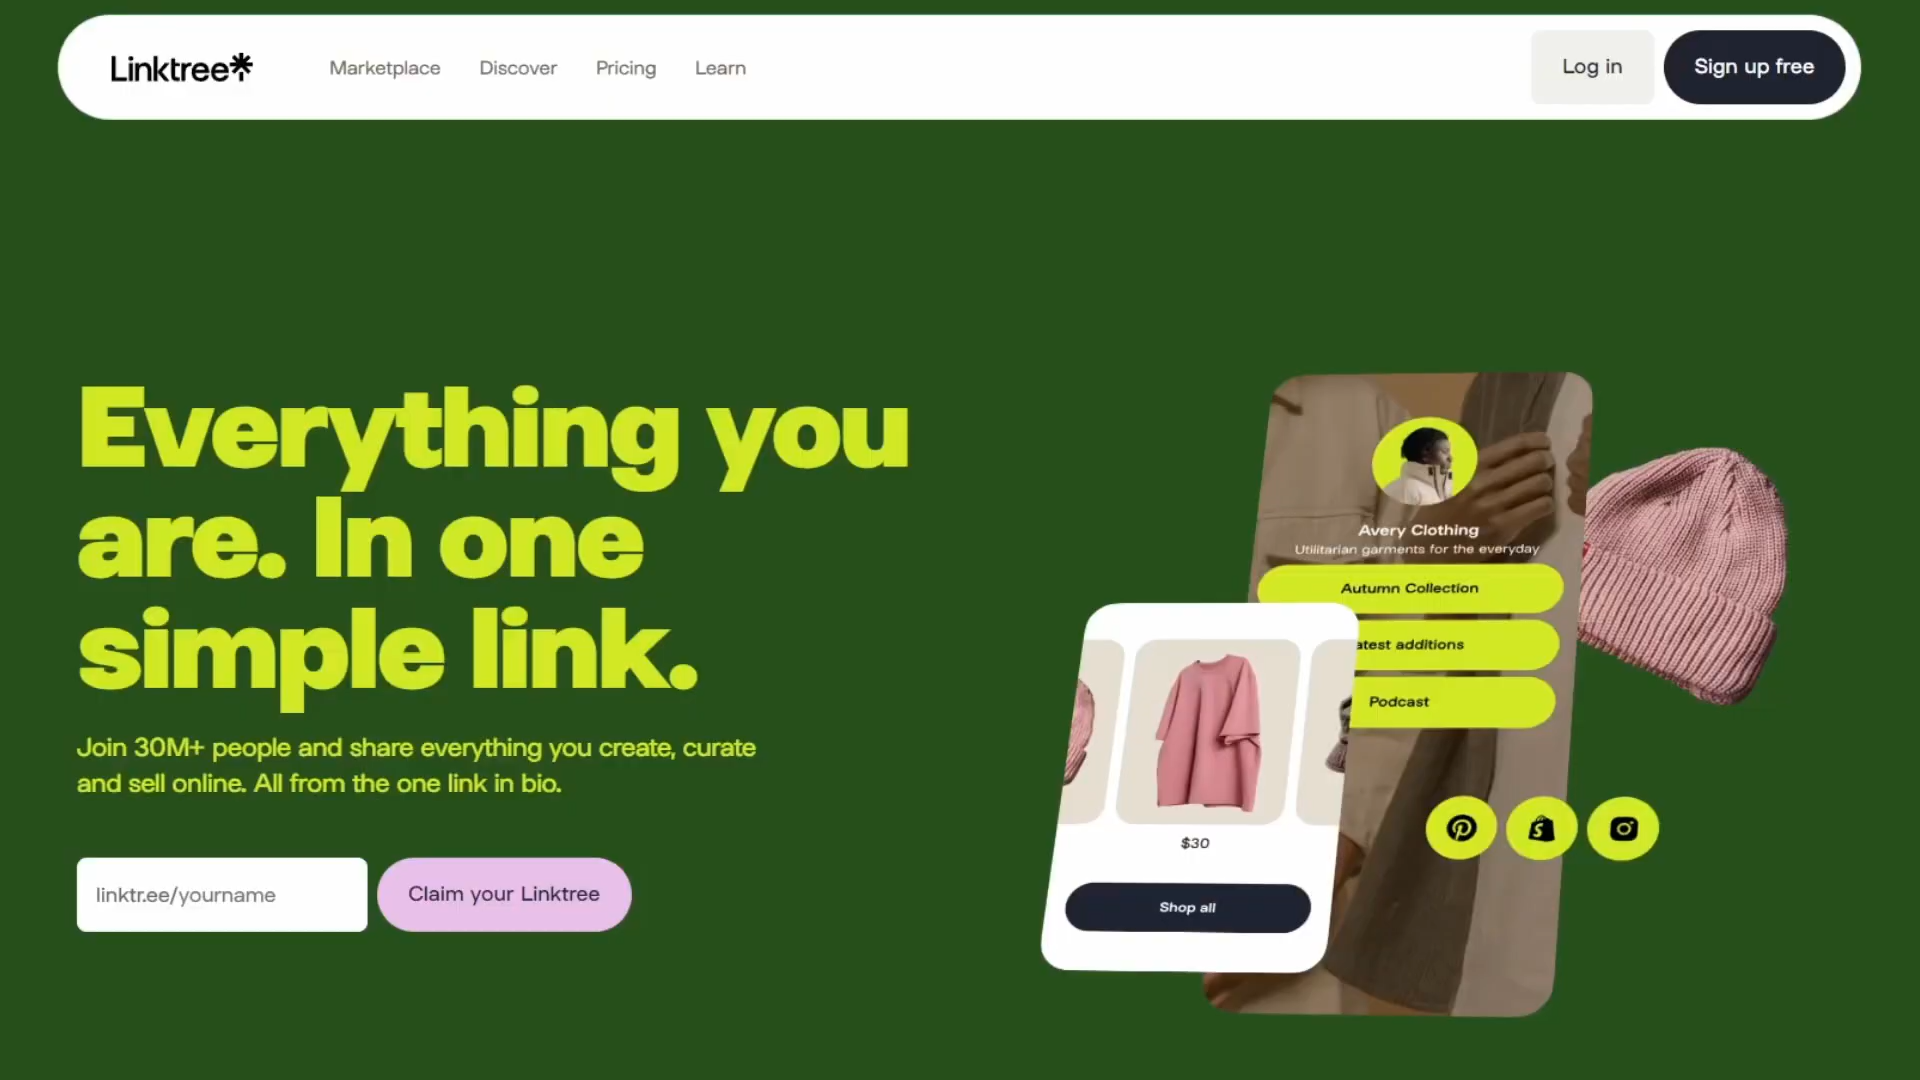 Linktree*
Marketplace
Discover
Pricing
Learn
Log in
Sign up free
Everything you
are. In one
simple link.
Join 30M+ people and share everything you create, curate
and sell online. All from the one link in bio.
linktr.ee/yourname
Claim your Linktree
Avery Clothing
Utilitarian garments for the everyday
Autumn Collection
atest additions
Podcast
$30
Shop all